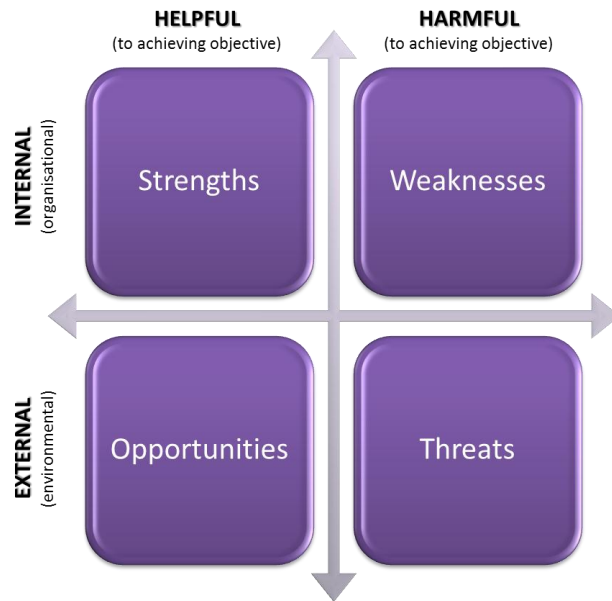 HELPFUL
(to achieving objective)
HARMFUL
(to achieving objective)
INTERNAL
(organisational)
Strengths
Weaknesses
EXTERNAL
(environmental)
Opportunities
Threats